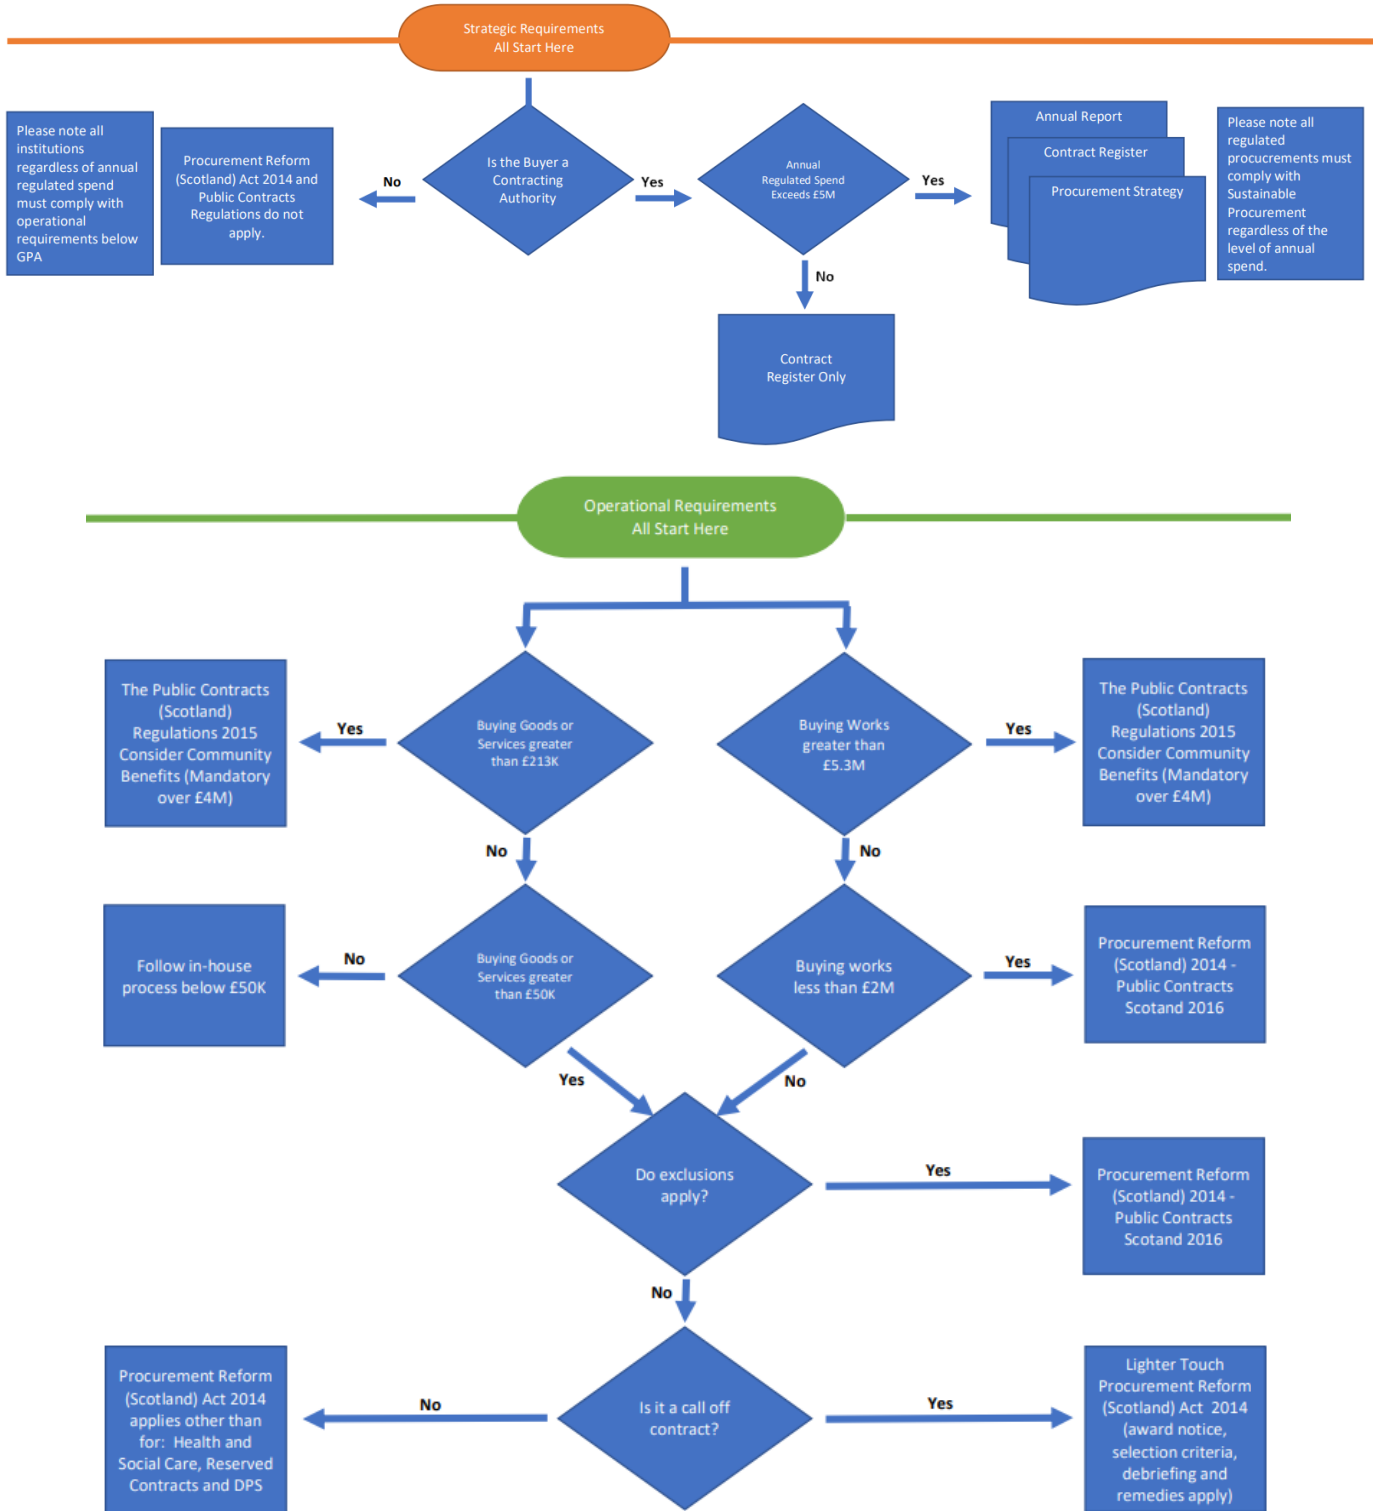 Strategic Requirements
All Start Here
Please note all
institutions
regardless of annual
regulated spend
must comply with
operational
requirements below
GPA
Procurement Reform
(Scotland) Act 2014 and
Public Contracts
Regulations do not
apply.
No
Is the Buyer a
Contracting
Authority
Yes
Annual
Regulated Spend
Exceeds £5M
Yes
Annual Report
Contract Register
Procurement Strategy
Please note all
regulated
procucrements must
comply with
Sustainable
Procurement
regardless of the
level of annual
spend.
No
Contract
Register Only
Operational Requirements
All Start Here
The Public Contracts
(Scotland)
Regulations 2015
Consider Community
Benefits (Mandatory
over £4M)
Yes
Buying Goods or
Services greater
than £213K
Buying Works
greater than
£5.3M
Yes
The Public Contracts
(Scotland)
Regulations 2015
Consider Community
Benefits (Mandatory
over £4M)
No
No
Follow in-house
process below £50K
No
Buying Goods or
Services greater
than £50K
Buying works
less than £2M
Yes
Procurement Reform
(Scotland) 2014 -
Public Contracts
Scotand 2016
Yes
No
Do exclusions
apply?
Yes
Procurement Reform
(Scotland) 2014 -
Public Contracts
Scotand 2016
No
Procurement Reform
(Scotland) Act 2014
applies other than
for: Health and
Social Care, Reserved
Contracts and DPS
No
Is it a call off
contract?
Yes
Lighter Touch
Procurement Reform
(Scotland) Act 2014
(award notice,
selection criteria,
debriefing and
remedies apply)